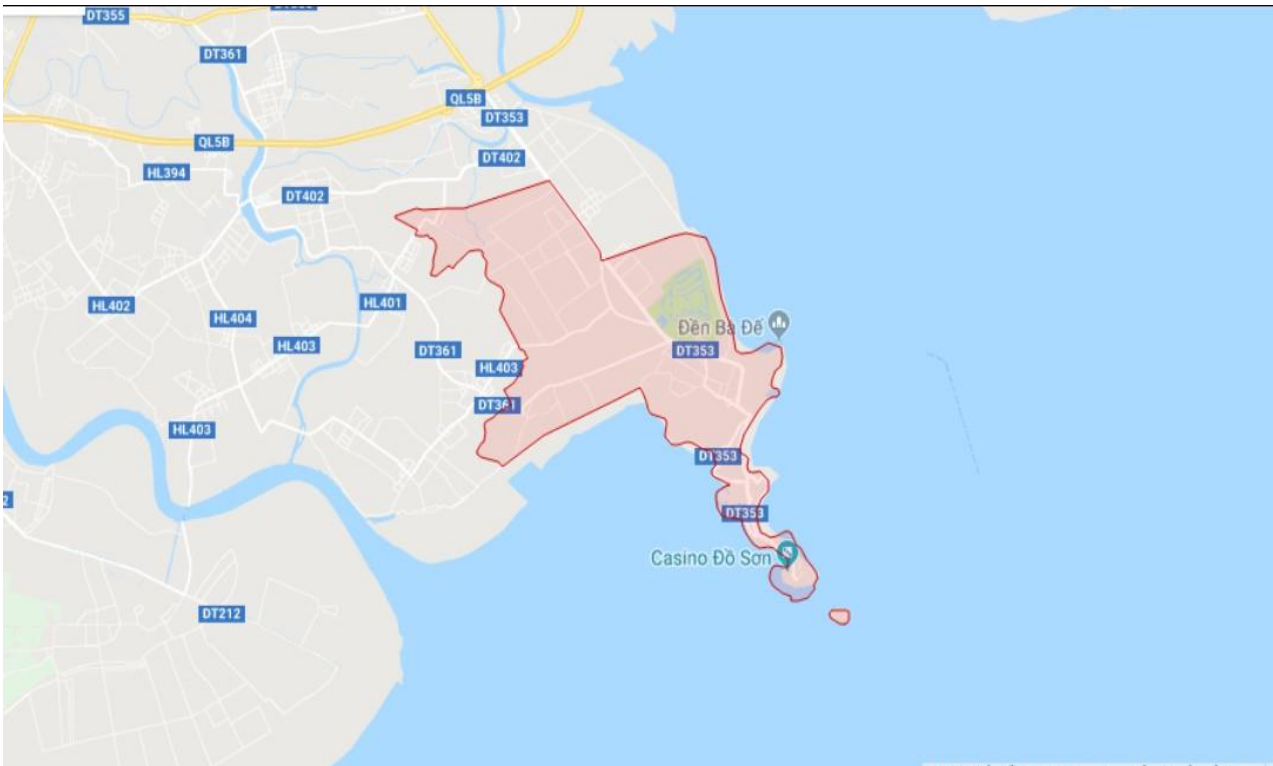 DT355
DT361
QL5B
DT353
QL5B
DT402
HL394
DT402
HL401
HL402
HL404
Đền Bà Đế
HL403
DT361
DT353
HL403
DT361
HL403
DT353
DT353
Casino Đồ Sơn
DT212